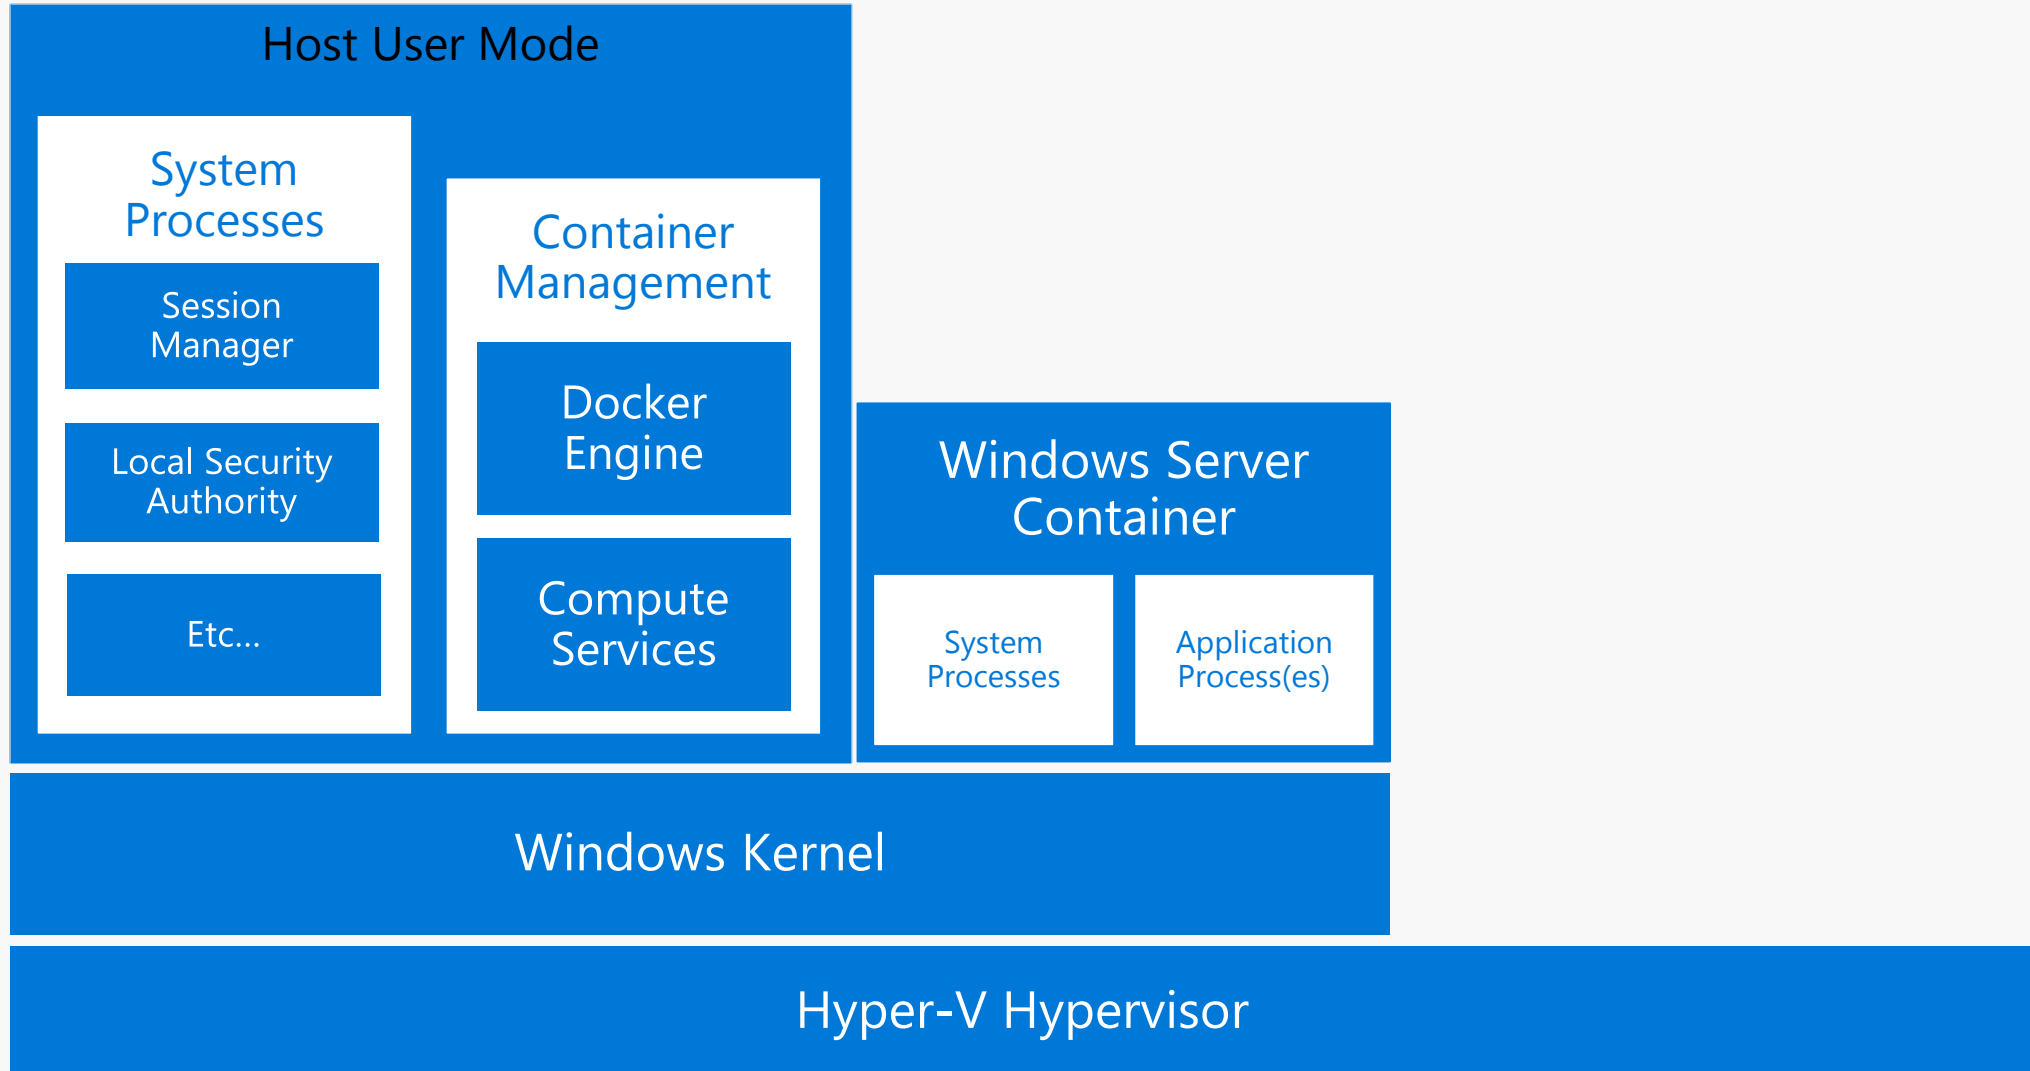 Host User Mode
System
Processes
Session
Manager
Local Security
Authority
Etc...
Container
Management
Docker
Engine
Compute
Services
Windows Server
Container
System
Processes
Application
Process(es)
Windows Kernel
Hyper-V Hypervisor